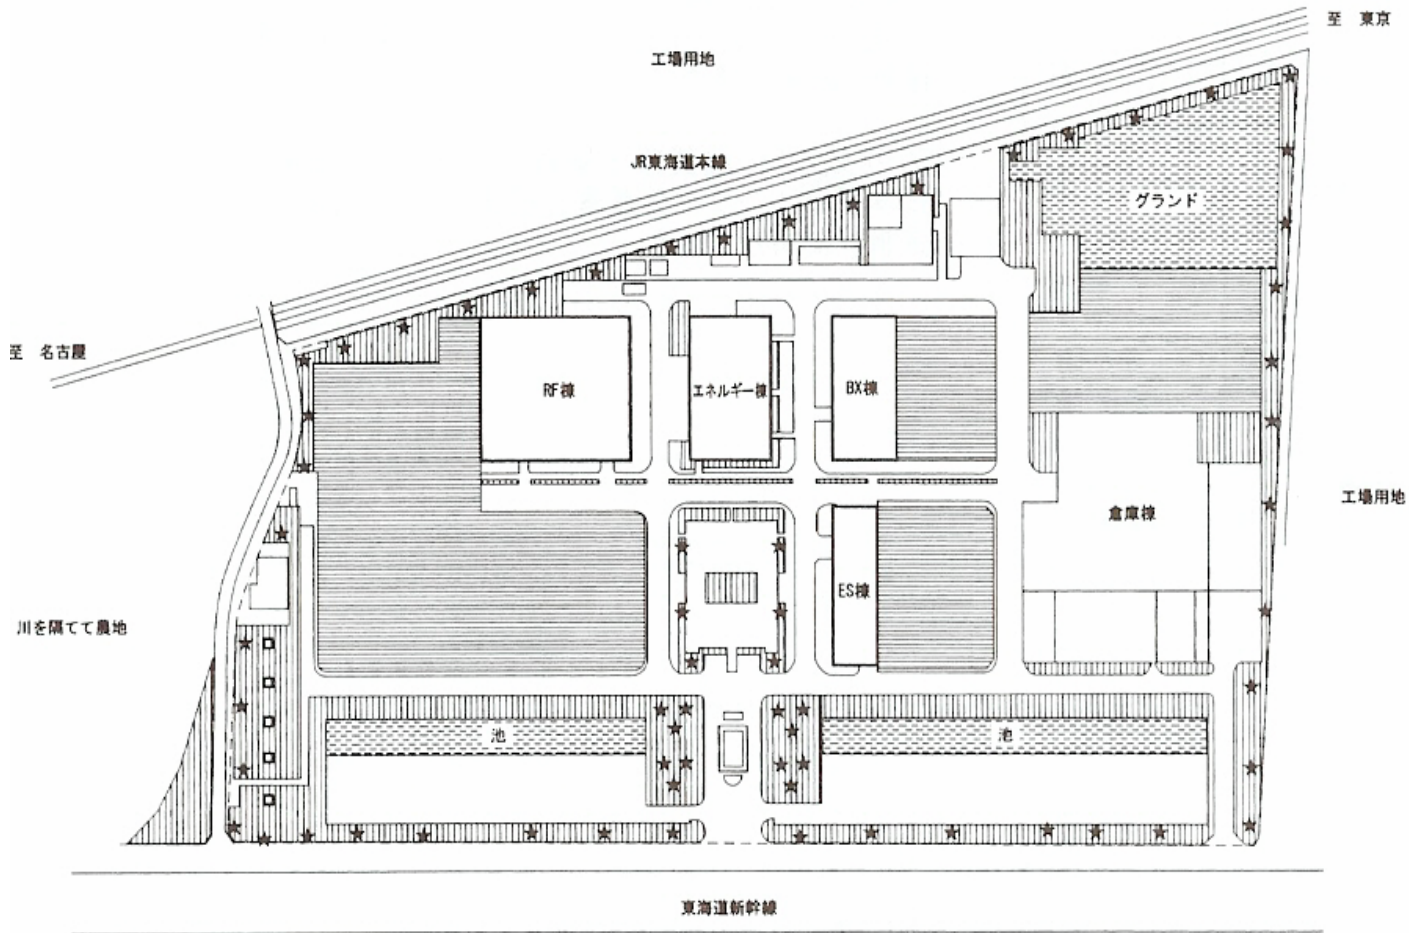 至 東京
工場用地
JR東海道本線
グランド
至 名古屋
RF棟
エネルギー棟
BX棟
工場用地
倉庫棟
ES棟
川を隔てて農地
池
池
東海道新幹線